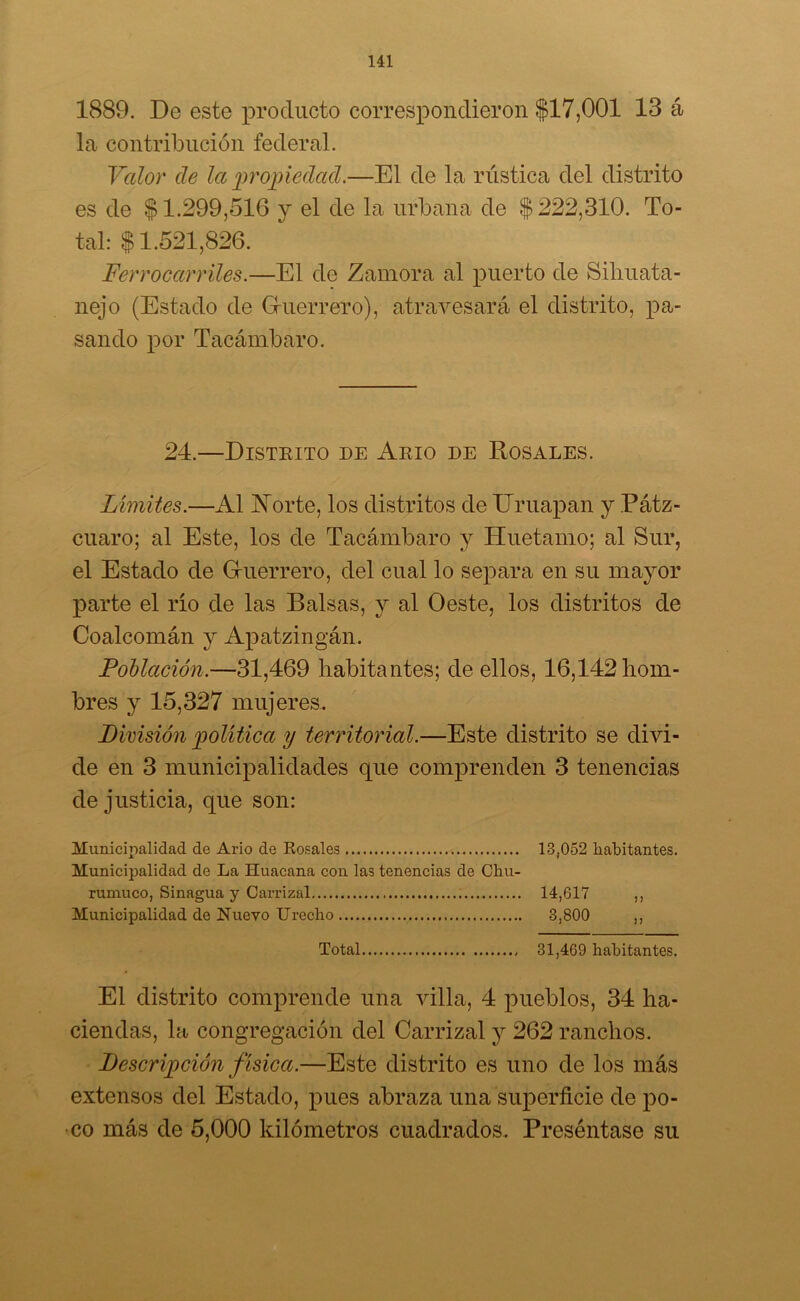 141
1889. De este producto correspondieron $17,001 13 á
la contribución federal.
Valor de la propiedad.—El de la rústica del distrito
es de $ 1.299,516 y el de la urbana de $ 222,310. To-
tal: $ 1.521,826.
Ferrocarriles.—El de Zamora al puerto de Sihuata-
nejo (Estado de Guerrero), atravesará el distrito, pa-
sando por Tacámbaro.
24.—Distrito de Ario de Rosales.
Límites.—Al Norte, los distritos de Uruapan y Pátz-
cuaro; al Este, los de Tacámbaro y Huetamo; al Sur,
el Estado de Guerrero, del cual lo separa en su mayor
parte el río de las Balsas, y al Oeste, los distritos de
Coalcomán y Apatzingán.
Población.—31,469 habitantes; de ellos, 16,142 hom-
bres y 15,327 mujeres.
División política y territorial.—Este distrito se divi-
de en 3 municipalidades que comprenden 3 tenencias
de justicia, que son:
Municipalidad de Ario de Rosales .................................. 13,052 habitantes.
Municipalidad de La Huacana con las tenencias de Chu-
rumuco, Sinagua y Carrizal......................................... 14,617 ,,
Municipalidad de Nuevo Urecho .................................... 3,800 ,,
Total.................... ........, 31,469 habitantes.
El distrito comprende una villa, 4 pueblos, 34 ha-
ciendas, la congregación del Carrizal y 262 ranchos.
Descripción física.—Este distrito es uno de los más
extensos del Estado, pues abraza una superficie de po-
co más de 5,000 kilómetros cuadrados. Preséntase su